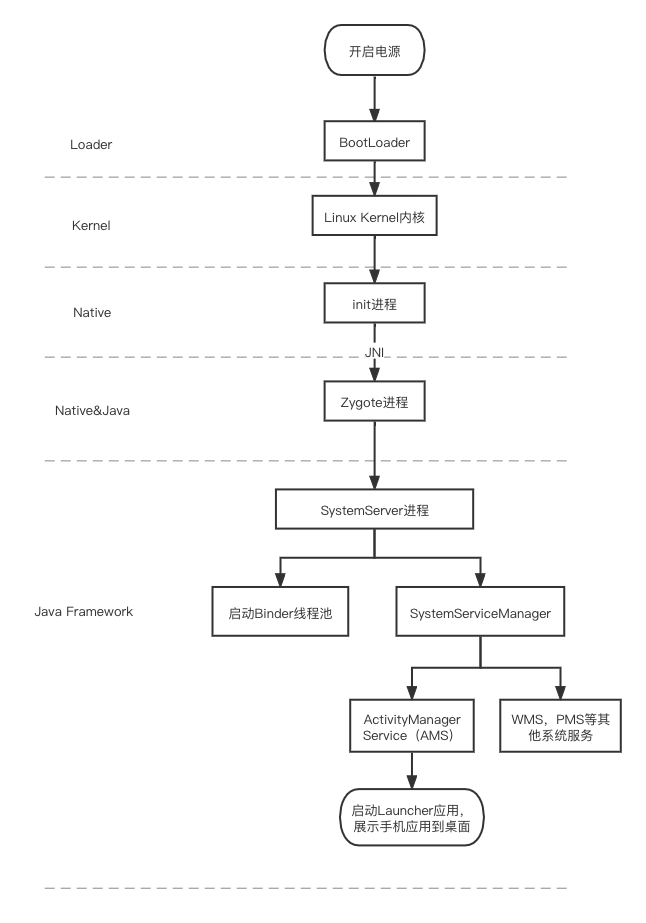 开启电源
Loader
BootLoader
Kernel
Linux Kernel内核
Native
init进程
JNI
Native&Java
Zygote进程
SystemServer进程
Java Framework
启动Binder线程池
SystemServiceManager
ActivityManager
Service（AMS）
WMS，PMS等其
他系统服务
启动Launcher应用，
展示手机应用到桌面